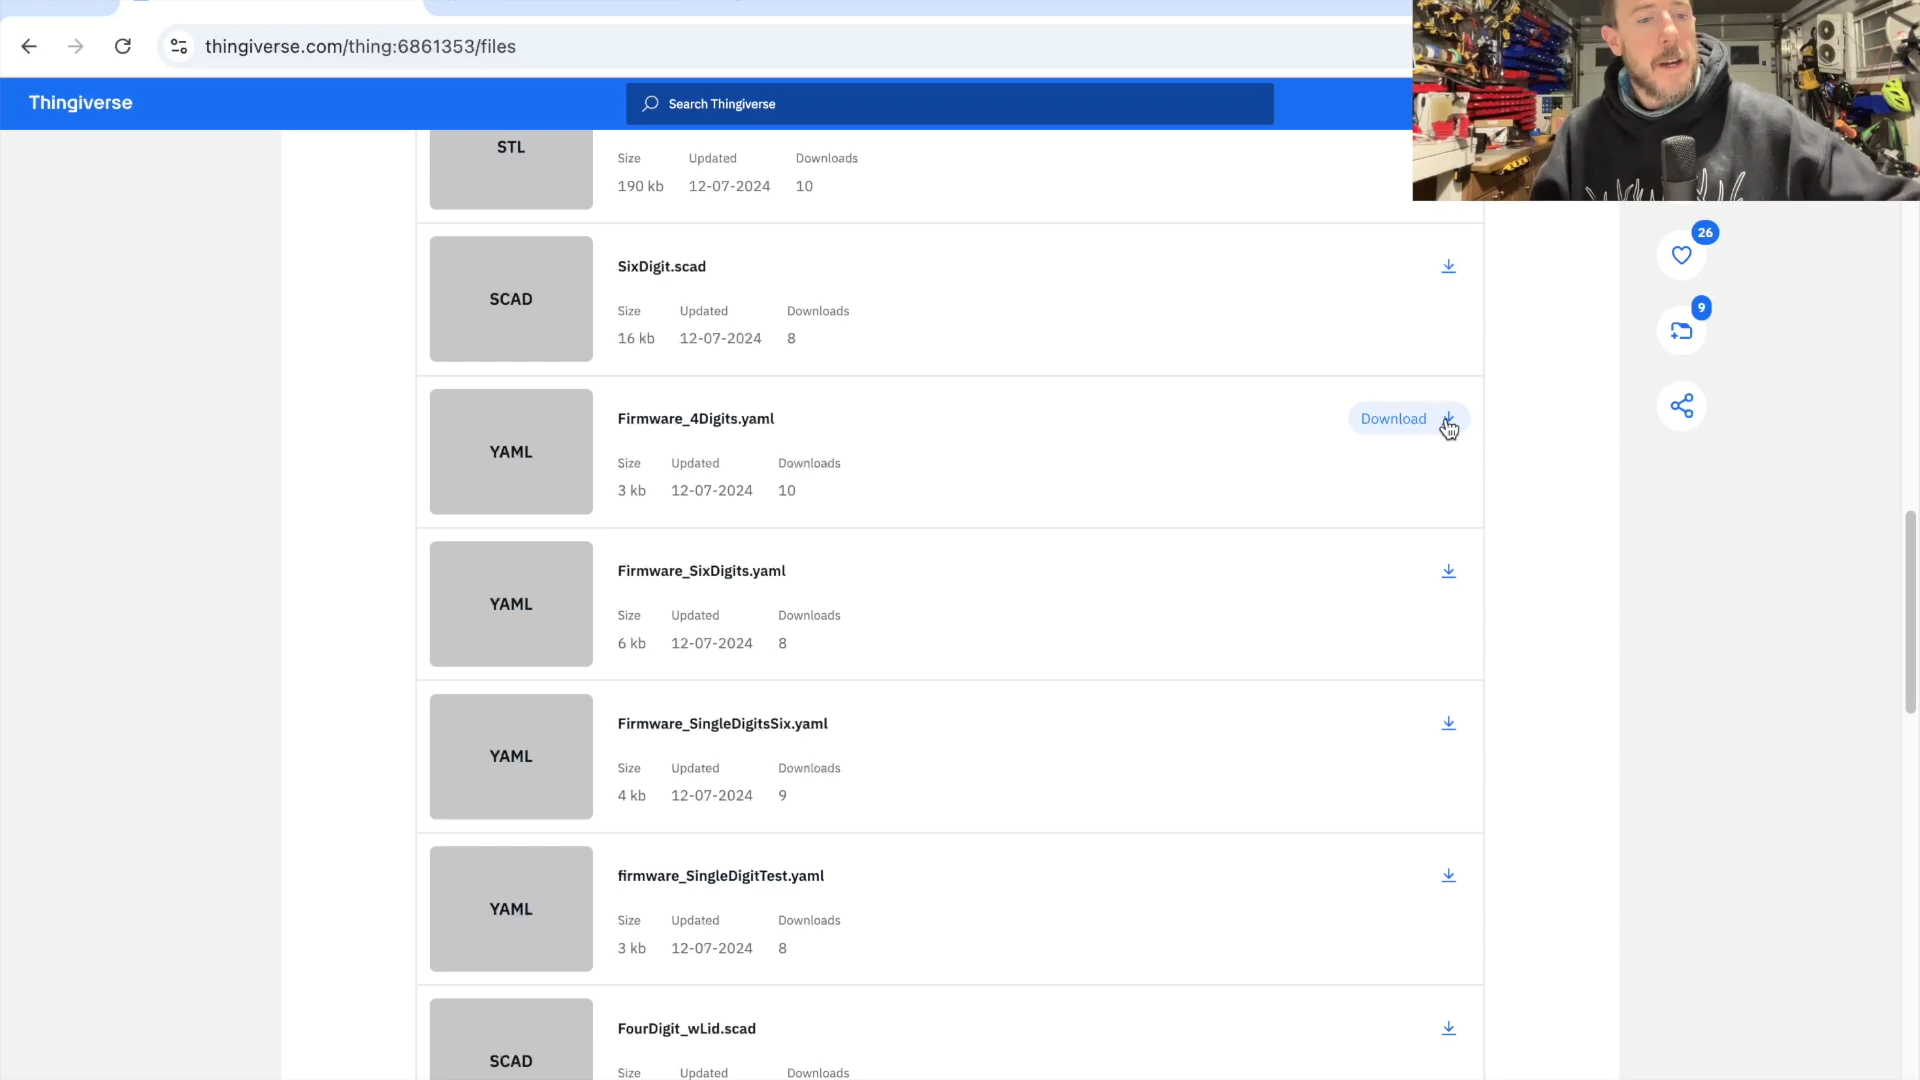 thingiverse.com/thing:6861353/files
Thingiverse
Search Thingiverse
STL
Size Updated Downloads
190 kb 12-07-2024 10
26
9
SCAD
SixDigit.scad
Size Updated Downloads
16 kb 12-07-2024 8
YAML
Firmware_4Digits.yaml
Download
Size Updated Downloads
3 kb 12-07-2024 10
YAML
Firmware_SixDigits.yaml
Size Updated Downloads
6 kb 12-07-2024 8
YAML
Firmware_SingleDigitsSix.yaml
Size Updated Downloads
4 kb 12-07-2024 9
YAML
firmware_SingleDigitTest.yaml
Size Updated Downloads
3 kb 12-07-2024 8
SCAD
FourDigit_wLid.scad
Size Updated Downloads